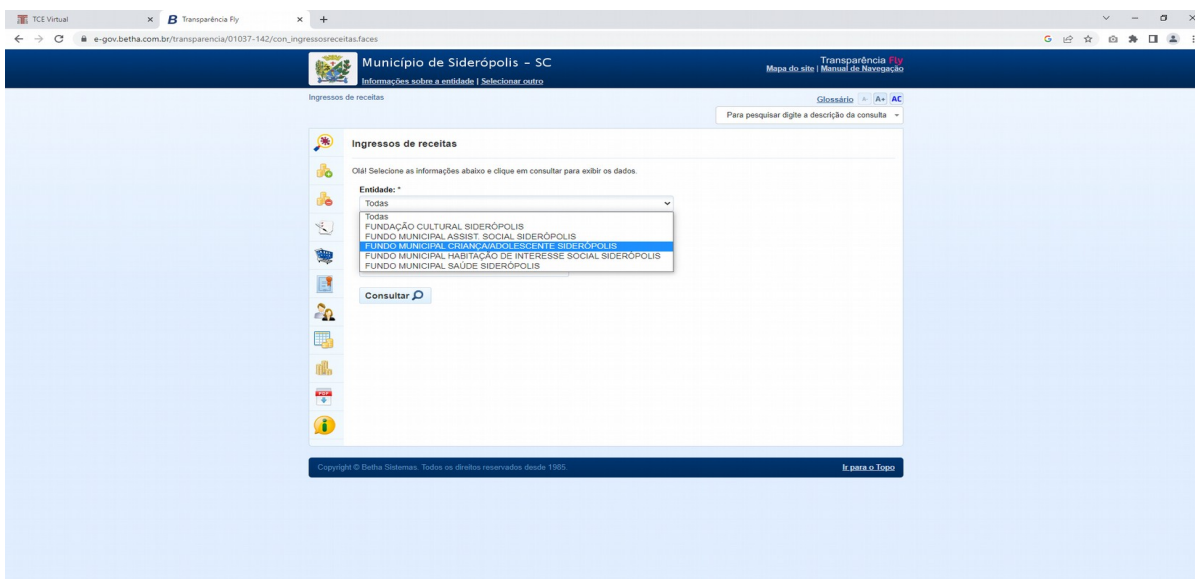 TCE Virtual
Transparência Fly
e-gov.betha.com.br/transparencia/01037-142/con_ingressosreceitas.faces
Município de Siderópolis - SC
Transparência Fly
Mapa do site | Manual de Navegação
Informações sobre a entidade | Selecionar outro
Ingressos de receitas
Glossário A+ AC
Para pesquisar digite a descrição da consulta
Ingressos de receitas
Olá! Selecione as informações abaixo e clique em consultar para exibir os dados.
Entidade: *
Todas
Todas
FUNDAÇÃO CULTURAL SIDERÓPOLIS
FUNDO MUNICIPAL ASSIST. SOCIAL SIDERÓPOLIS
FUNDO MUNICIPAL CRIANÇA/ADOLESCENTE SIDERÓPOLIS
FUNDO MUNICIPAL HABITAÇÃO DE INTERESSE SOCIAL SIDERÓPOLIS
FUNDO MUNICIPAL SAÚDE SIDERÓPOLIS
Consultar
PDF
Copyright © Betha Sistemas. Todos os direitos reservados desde 1985.
Ir para o Topo